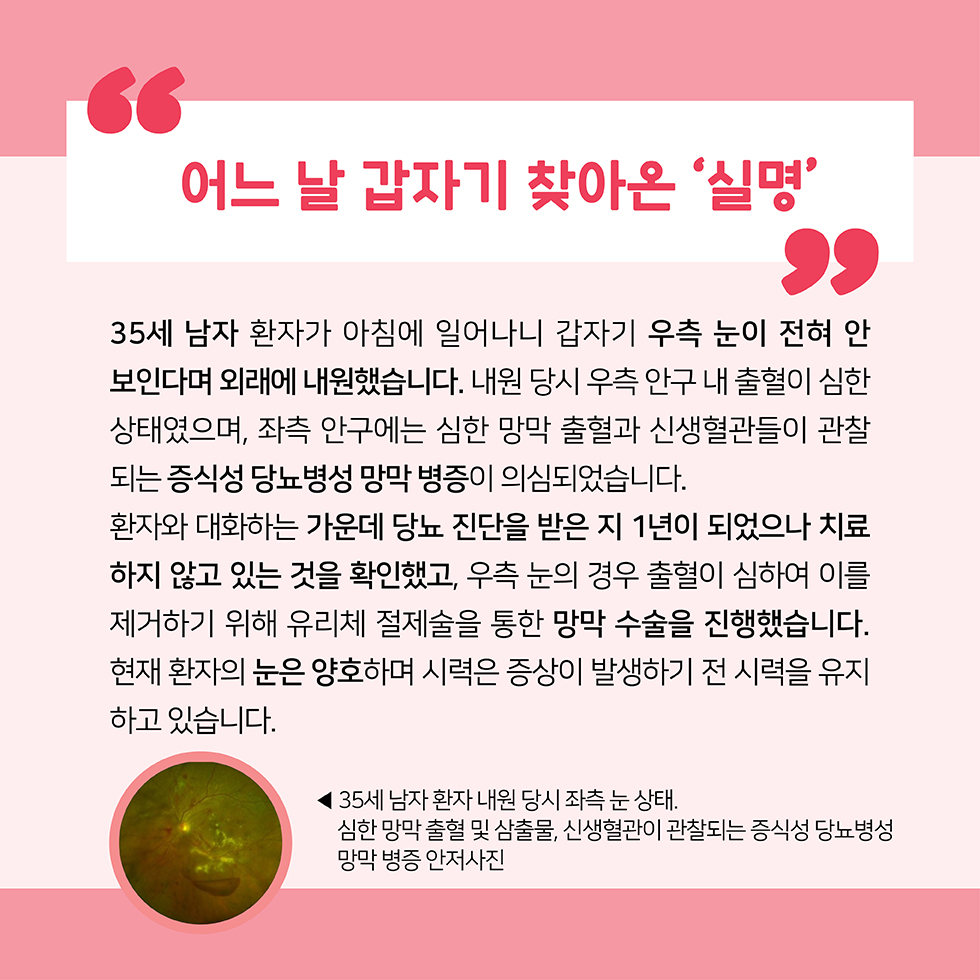 “
어느 날 갑자기 찾아온 ‘실명’
”
35세 남자 환자가 아침에 일어나니 갑자기 우측 눈이 전혀 안
보인다며 외래에 내원했습니다. 내원 당시 우측 안구 내 출혈이 심한
상태였으며, 좌측 안구에는 심한 망막 출혈과 신생혈관들이 관찰
되는 증식성 당뇨병성 망막 병증이 의심되었습니다.
환자와 대화하는 가운데 당뇨 진단을 받은 지 1년이 되었으나 치료
하지 않고 있는 것을 확인했고, 우측 눈의 경우 출혈이 심하여 이를
제거하기 위해 유리체 절제술을 통한 망막 수술을 진행했습니다.
현재 환자의 눈은 양호하며 시력은 증상이 발생하기 전 시력을 유지
하고 있습니다.
◀ 35세 남자 환자 내원 당시 좌측 눈 상태.
심한 망막 출혈 및 삼출물, 신생혈관이 관찰되는 증식성 당뇨병성
망막 병증 안저사진